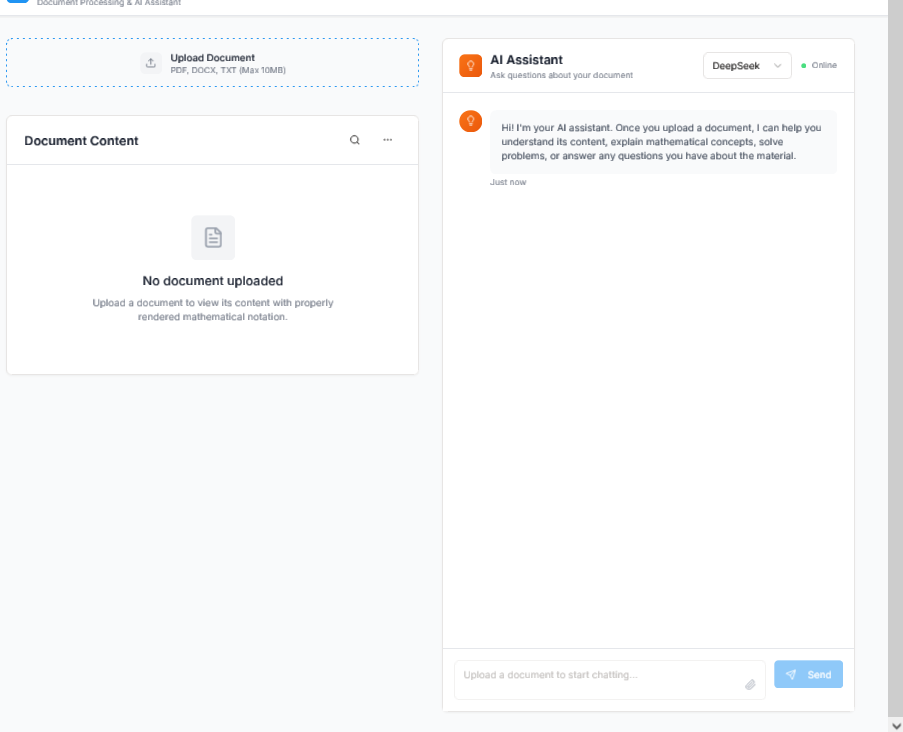 Document Processing & AI Assistant
Upload Document
PDF, DOCX, TXT (Max 10MB)
Document Content
No document uploaded
Upload a document to view its content with properly
rendered mathematical notation.
AI Assistant
Ask questions about your document
DeepSeek
Online
Hi! I'm your AI assistant. Once you upload a document, I can help you
understand its content, explain mathematical concepts, solve
problems, or answer any questions you have about the material.
Just now
Upload a document to start chatting...
Send